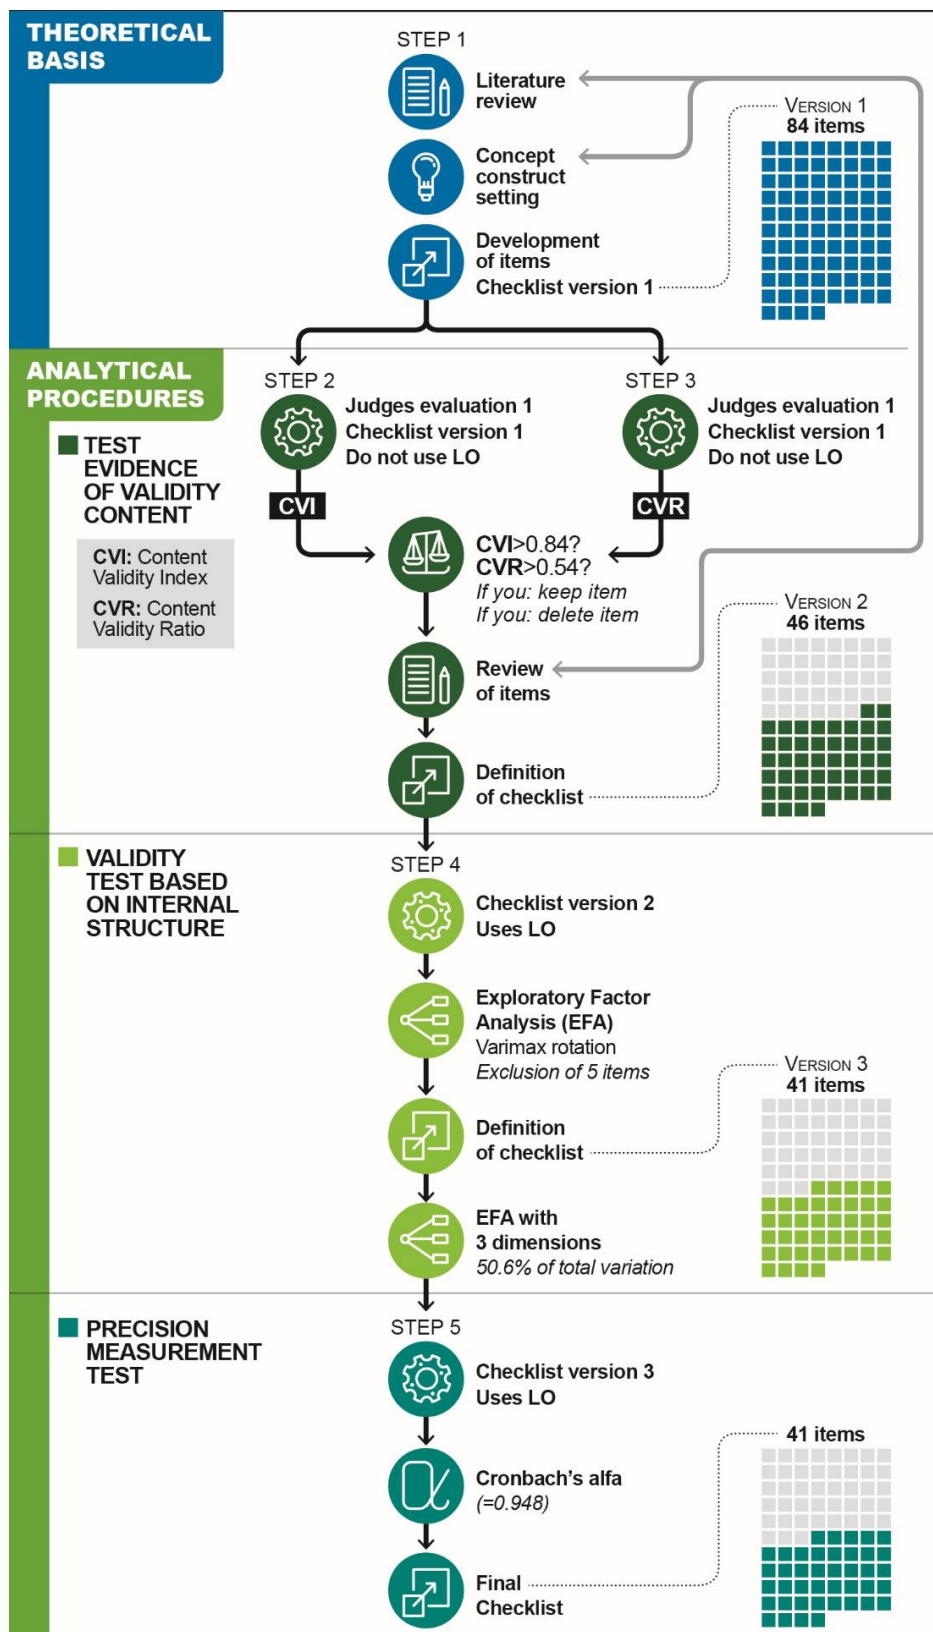 THEORETICAL
BASIS
STEP 1
Literature
review
Concept
construct
setting
Development
of items
Checklist version 1
VERSION 1
84 items
ANALYTICAL
PROCEDURES
TEST
EVIDENCE
OF VALIDITY
CONTENT
CVI: Content
Validity Index
CVR: Content
Validity Ratio
STEP 2
Judges evaluation 1
Checklist version 1
Do not use LO
CVI
STEP 3
Judges evaluation 1
Checklist version 1
Do not use LO
CVR
CVI>0.84?
CVR>0.54?
If you: keep item
If you: delete item
Review
of items
Definition
of checklist
VERSION 2
46 items
VALIDITY
TEST BASED
ON INTERNAL
STRUCTURE
STEP 4
Checklist version 2
Uses LO
Exploratory Factor
Analysis (EFA)
Varimax rotation
Exclusion of 5 items
Definition
of checklist
VERSION 3
41 items
EFA with
3 dimensions
50.6% of total variation
PRECISION
MEASUREMENT
TEST
STEP 5
Checklist version 3
Uses LO
Cronbach's alfa
(=0.948)
Final
Checklist
41 items